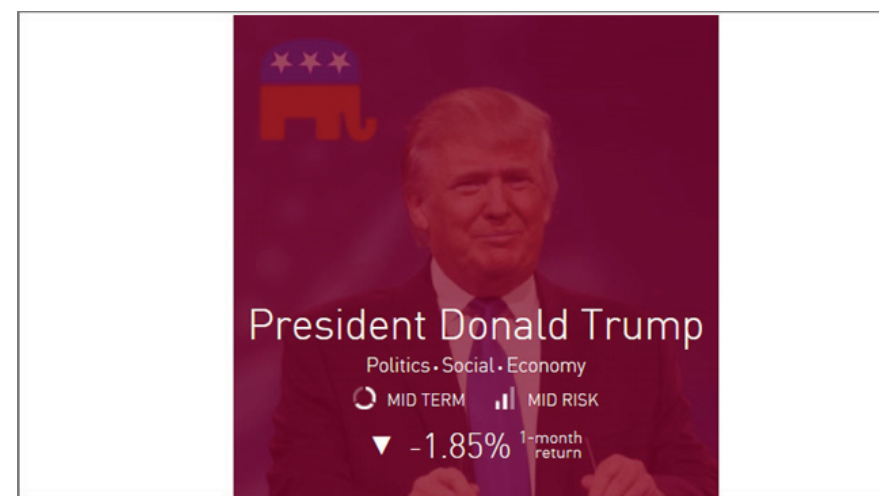 President Donald Trump
Politics • Social • Economy
MID TERM MID RISK
▼ -1.85% 1-month
return